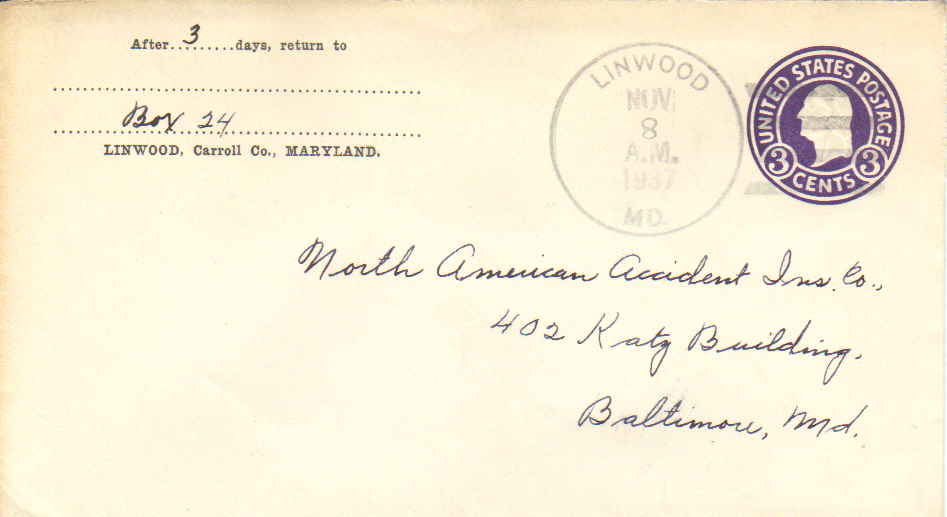 After....3.....days, return to
Box 24
LINWOOD, Carroll Co., MARYLAND.
LINWOOD
NOV
8
A.M.
1937
MD.
UNITED STATES POSTAGE
3 CENTS 3
North American Accident Ins. Co.,
402 Katz Building,
Baltimore, Md.